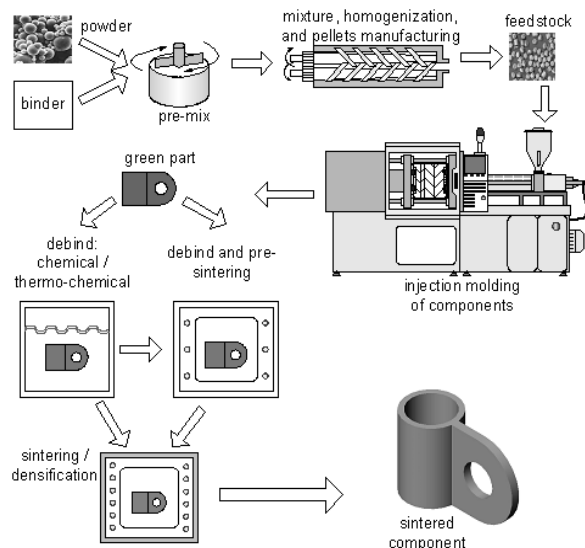 powder
binder
pre-mix
mixture, homogenization,
and pellets manufacturing
feedstock
injection molding
of components
green part
debind:
chemical /
thermo-chemical
debind and pre-
sintering
sintering /
densification
sintered
component